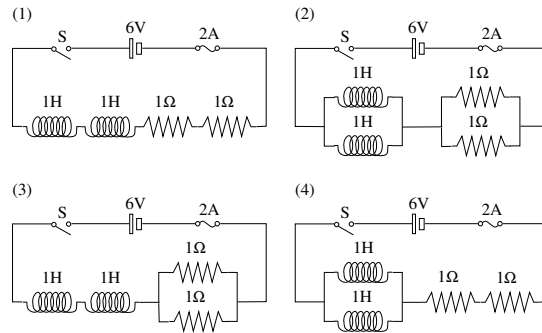 (1)
S 6V 2A
1H 1H 1Ω 1Ω
(2)
S 6V 2A
1H 1Ω
1H 1Ω
(3)
S 6V 2A
1Ω
1H 1H 1Ω
(4)
S 6V 2A
1H
1H 1Ω 1Ω